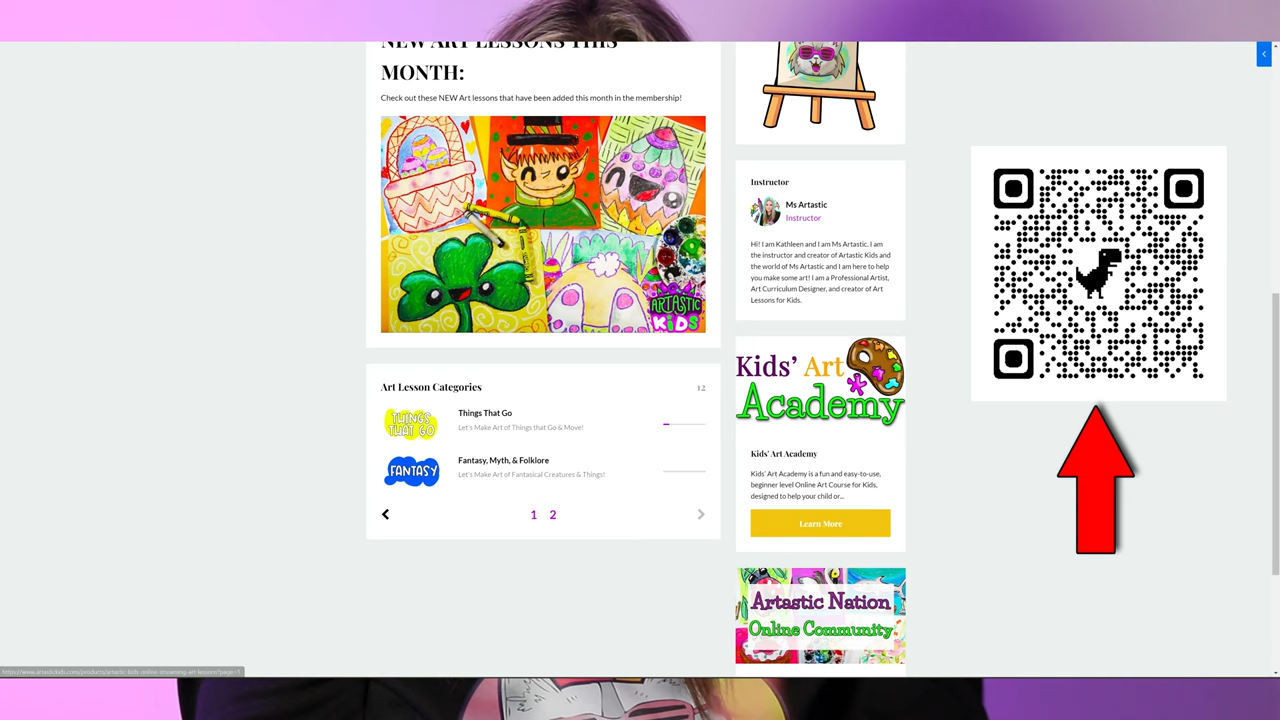 NEW ART LESSONS THIS
MONTH:
Check out these NEW Art lessons that have been added this month in the membership!
ARTASTIC
KiDS
Art Lesson Categories
12
THINGS
THAT GO
Things That Go
Let's Make Art of Things that Go & Move!
FANTASY
Fantasy, Myth, & Folklore
Let's Make Art of Fantasical Creatures & Things!
1 2
Instructor
Ms Artastic
Instructor
Hi! I am Kathleen and I am Ms Artastic. I am
the instructor and creator of Artastic Kids and
the world of Ms Artastic and I am here to help
you make some art! I am a Professional Artist,
Art Curriculum Designer, and creator of Art
Lessons for Kids.
Kids' Art
Academy
Kids' Art Academy
Kids' Art Academy is a fun and easy-to-use,
beginner level Online Art Course for Kids,
designed to help your child or...
Learn More
Artastic Nation
Online Community